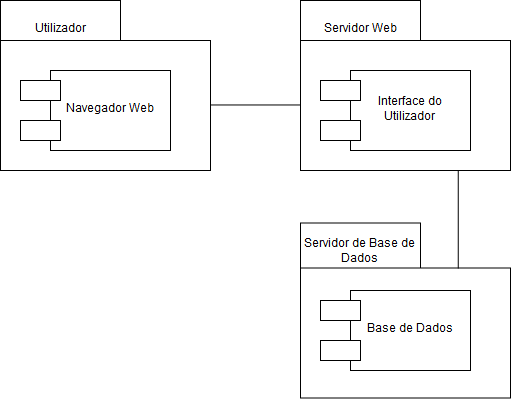 Utilizador
Servidor Web
Navegador Web
Interface do
Utilizador
Servidor de Base de
Dados
Base de Dados